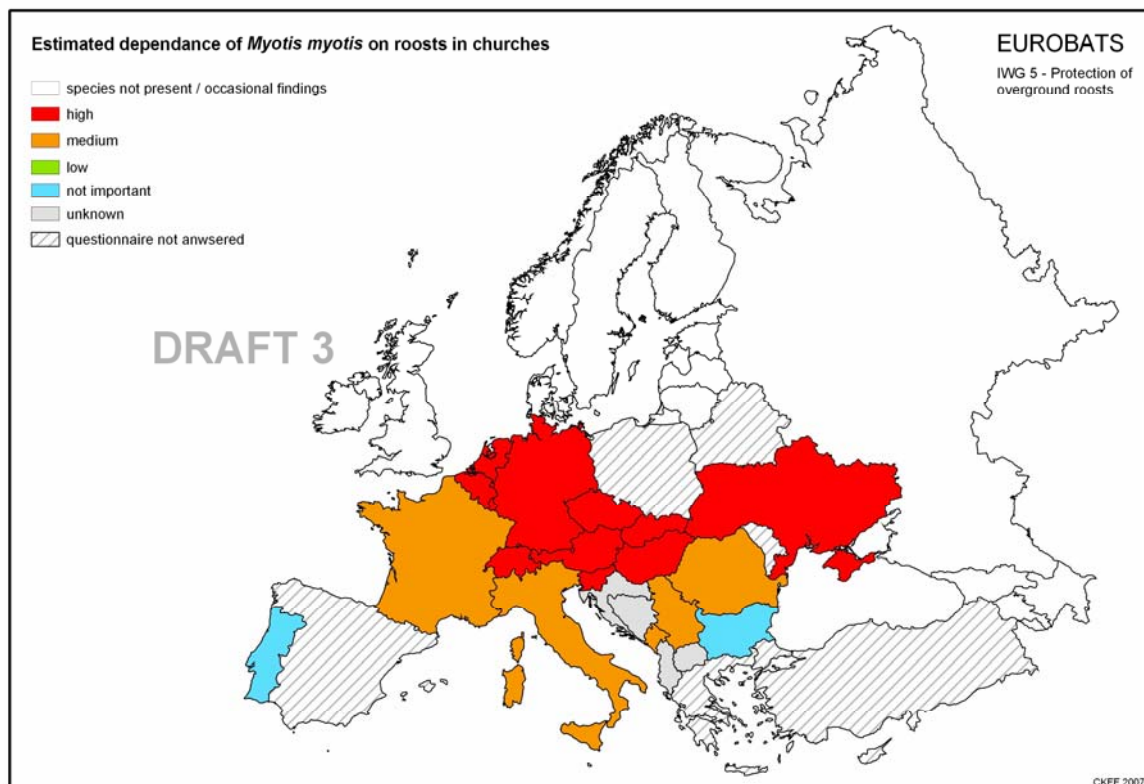 Estimated dependance of Myotis myotis on roosts in churches
species not present / occasional findings
high
medium
low
not important
unknown
questionnaire not anwsered
EUROBATS
IWG 5 - Protection of
overground roosts
DRAFT 3
CKFF 2007